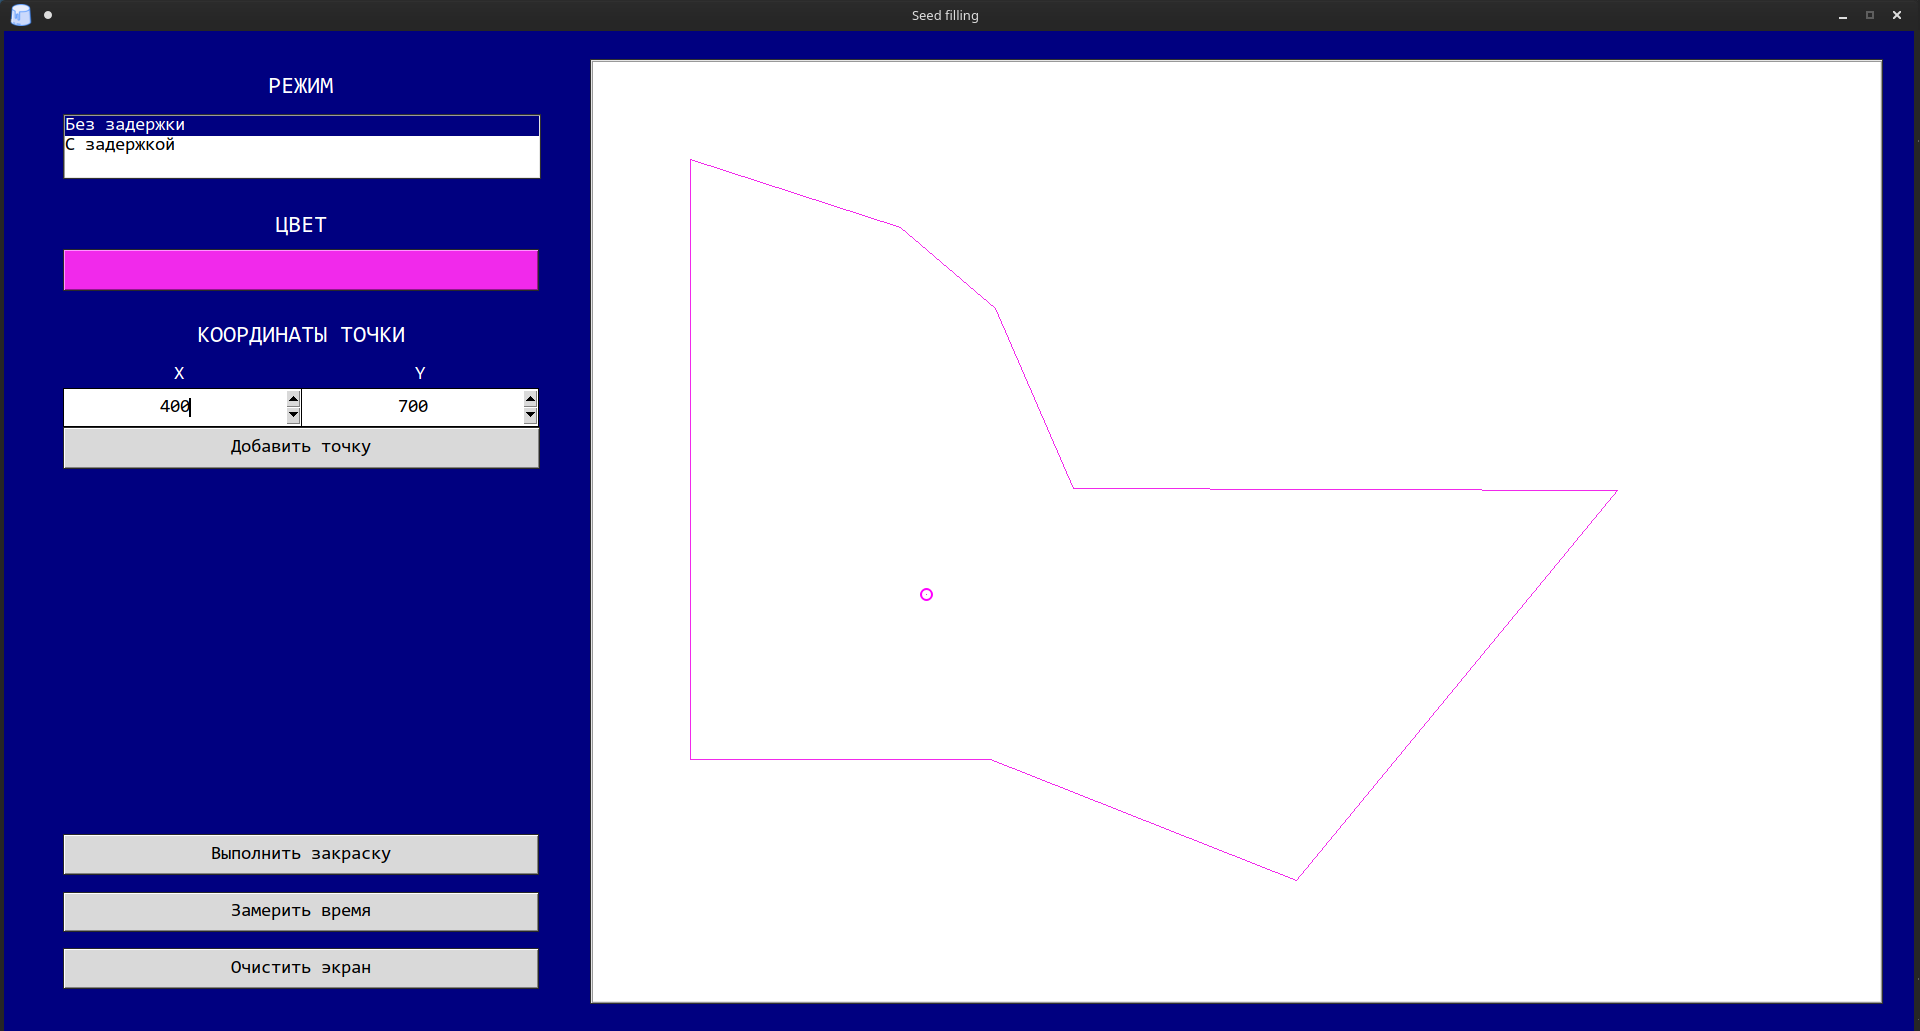 Seed filling
РЕЖИМ
Без задержки
С задержкой
ЦВЕТ
КООРДИНАТЫ ТОЧКИ
X Y
400 700
Добавить точку
Выполнить закраску
Замерить время
Очистить экран